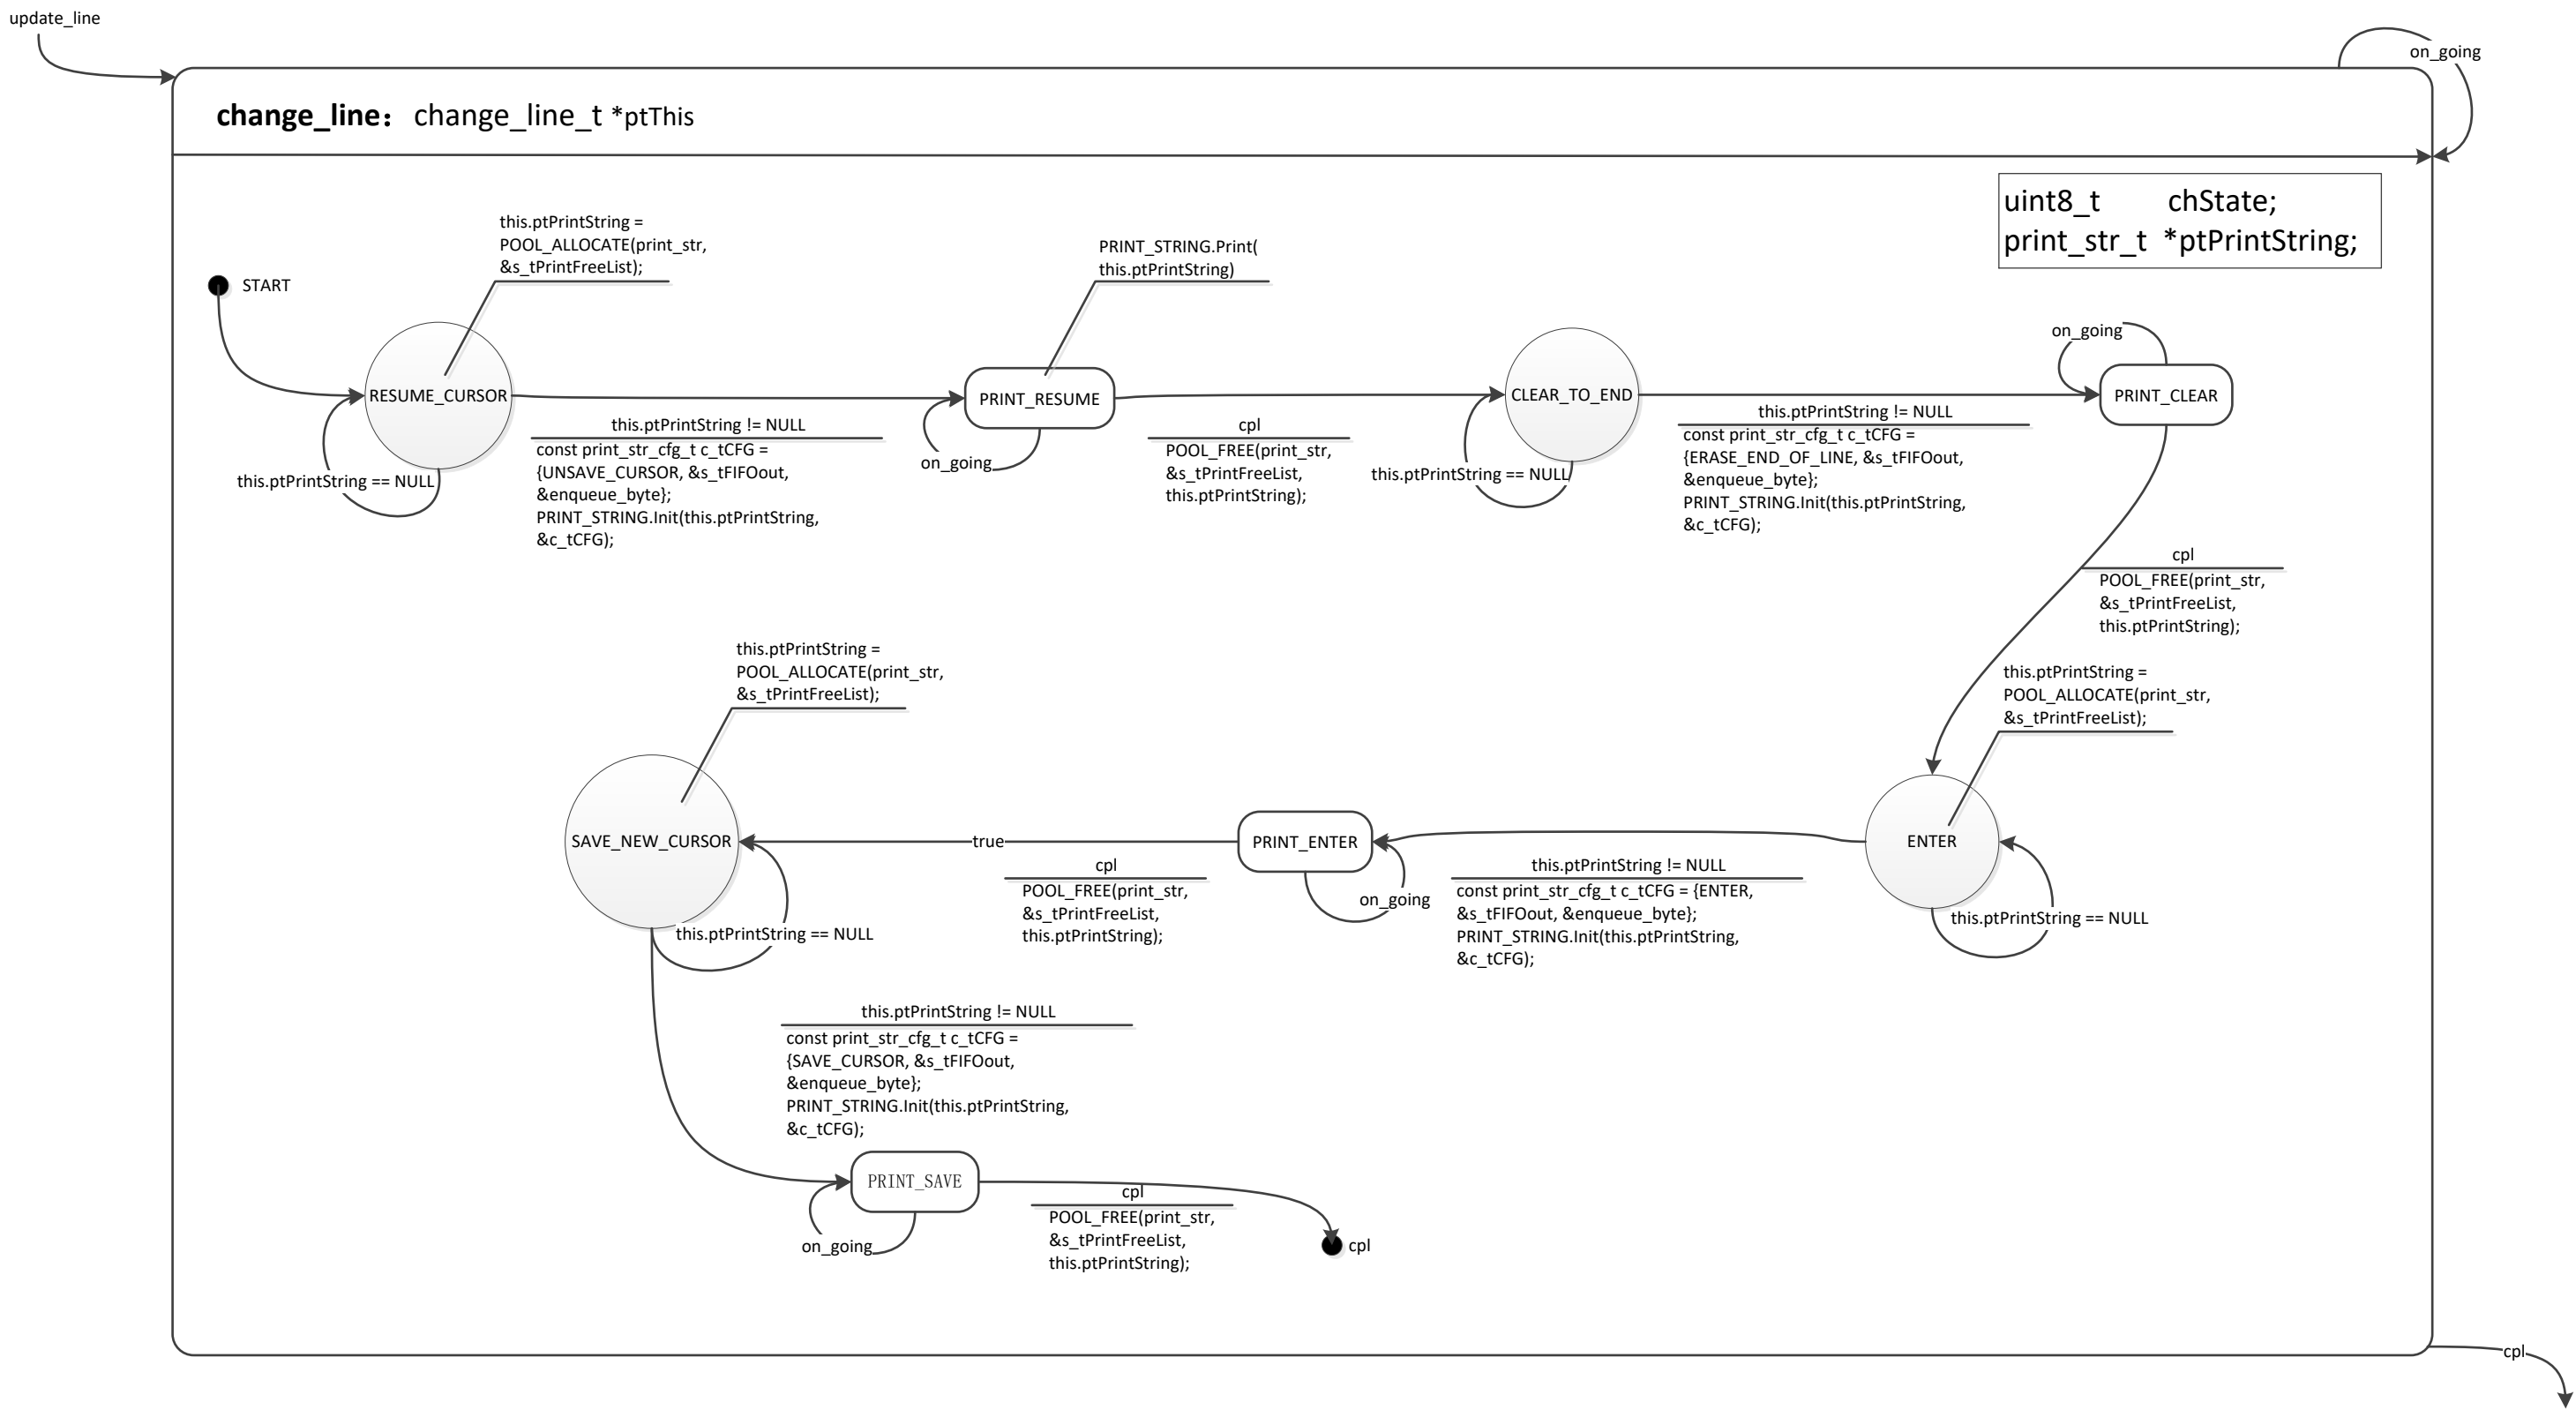 update_line
on_going
change_line：change_line_t *ptThis
uint8_t chState;
print_str_t *ptPrintString;
START
this.ptPrintString =
POOL_ALLOCATE(print_str,
&s_tPrintFreeList);
RESUME_CURSOR
this.ptPrintString == NULL
this.ptPrintString != NULL
const print_str_cfg_t c_tCFG =
{UNSAVE_CURSOR, &s_tFIFOout,
&enqueue_byte};
PRINT_STRING.Init(this.ptPrintString,
&c_tCFG);
PRINT_STRING.Print(
this.ptPrintString)
PRINT_RESUME
on_going
cpl
POOL_FREE(print_str,
&s_tPrintFreeList,
this.ptPrintString);
CLEAR_TO_END
this.ptPrintString == NULL
this.ptPrintString != NULL
const print_str_cfg_t c_tCFG =
{ERASE_END_OF_LINE, &s_tFIFOout,
&enqueue_byte};
PRINT_STRING.Init(this.ptPrintString,
&c_tCFG);
on_going
PRINT_CLEAR
cpl
POOL_FREE(print_str,
&s_tPrintFreeList,
this.ptPrintString);
this.ptPrintString =
POOL_ALLOCATE(print_str,
&s_tPrintFreeList);
ENTER
this.ptPrintString == NULL
this.ptPrintString != NULL
const print_str_cfg_t c_tCFG = {ENTER,
&s_tFIFOout, &enqueue_byte};
PRINT_STRING.Init(this.ptPrintString,
&c_tCFG);
PRINT_ENTER
on_going
true
cpl
POOL_FREE(print_str,
&s_tPrintFreeList,
this.ptPrintString);
this.ptPrintString =
POOL_ALLOCATE(print_str,
&s_tPrintFreeList);
SAVE_NEW_CURSOR
this.ptPrintString == NULL
this.ptPrintString != NULL
const print_str_cfg_t c_tCFG =
{SAVE_CURSOR, &s_tFIFOout,
&enqueue_byte};
PRINT_STRING.Init(this.ptPrintString,
&c_tCFG);
PRINT_SAVE
on_going
cpl
POOL_FREE(print_str,
&s_tPrintFreeList,
this.ptPrintString);
cpl
cpl